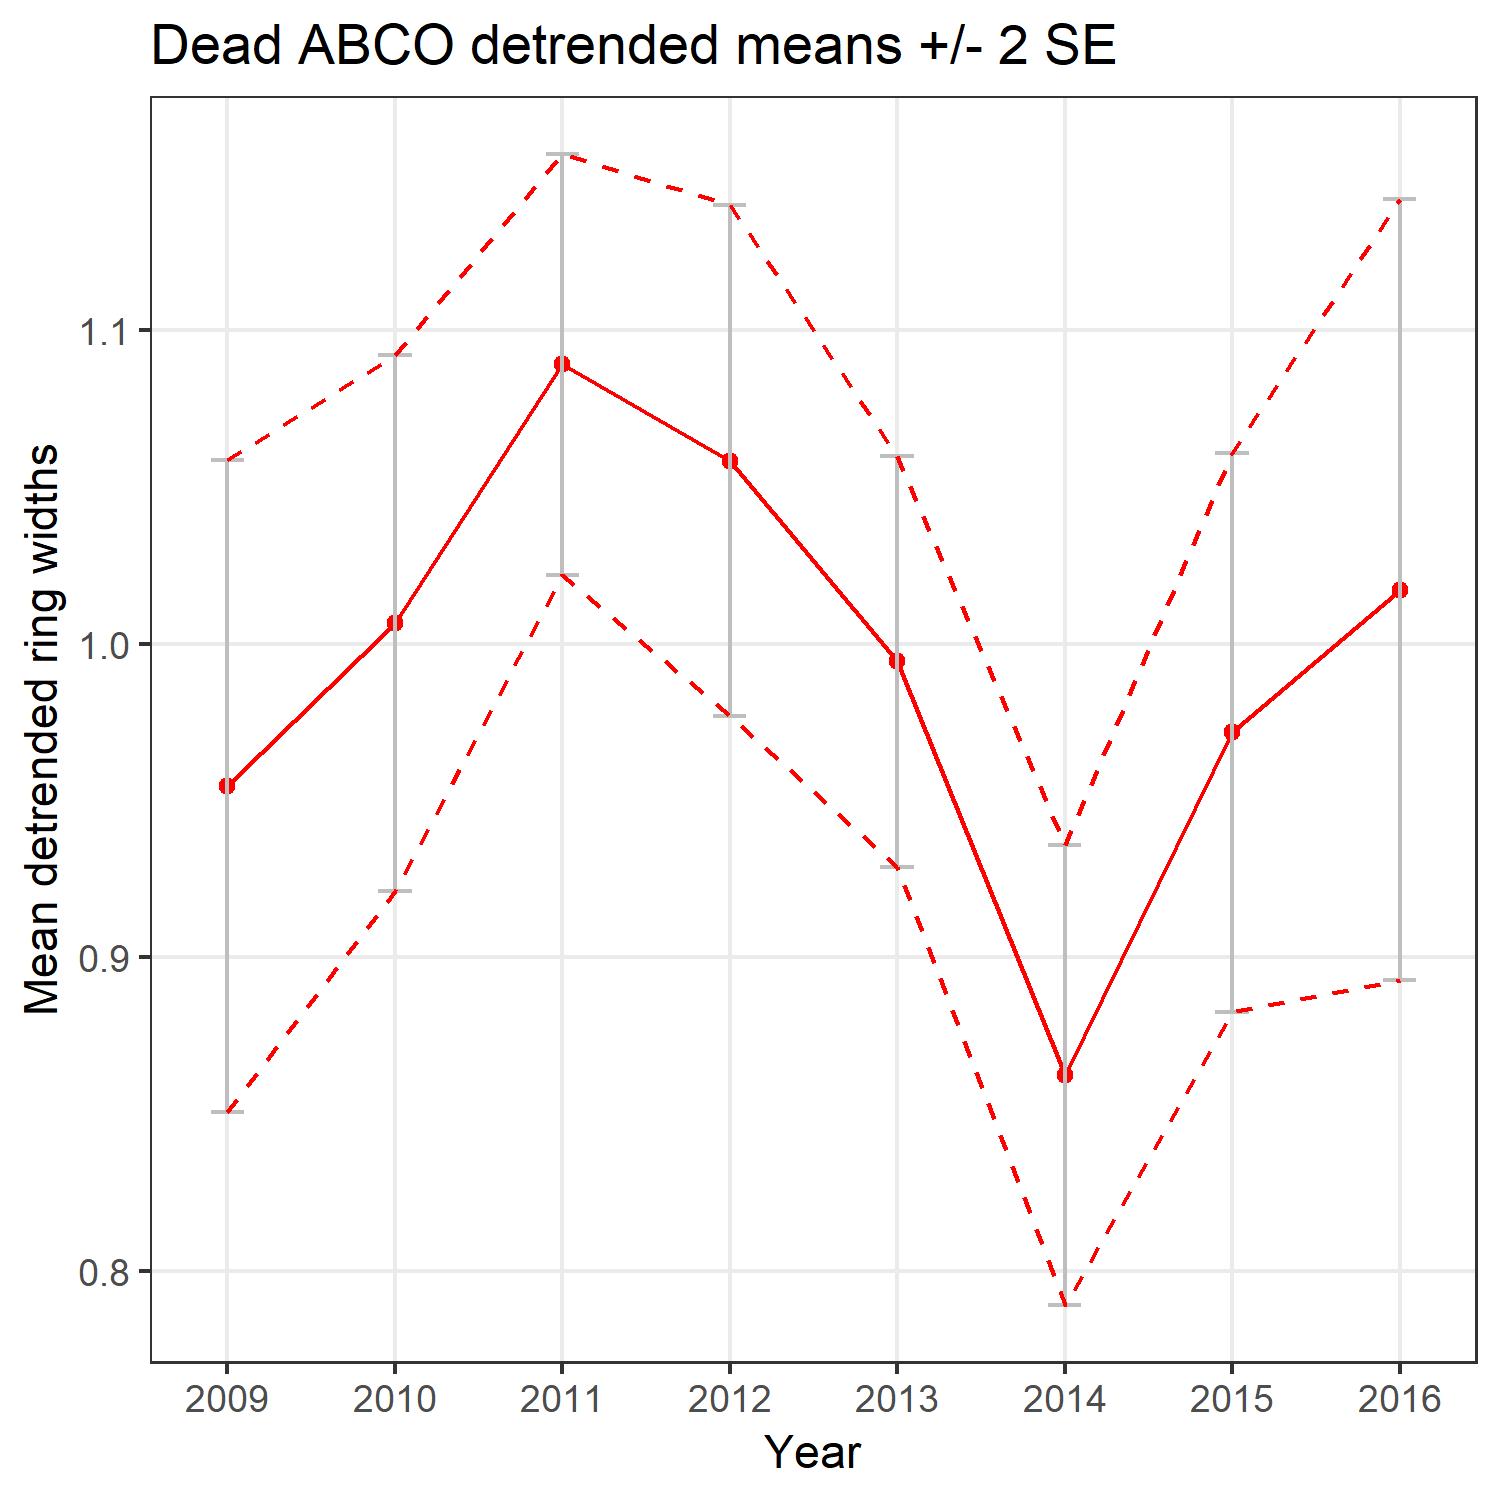 Dead ABCO detrended means +/- 2 SE
Mean detrended ring widths
1.1
1.0
0.9
0.8
2009 2010 2011 2012 2013 2014 2015 2016
Year